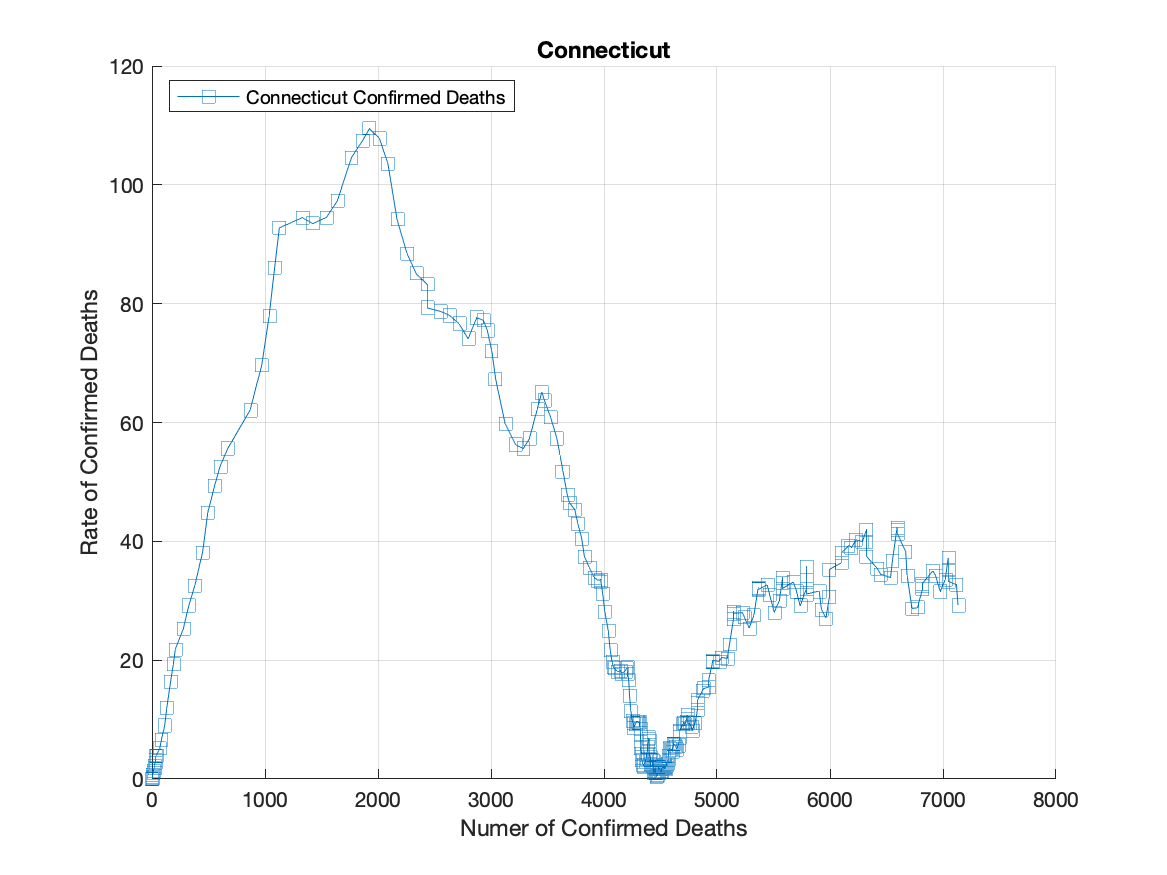 Connecticut
Connecticut Confirmed Deaths
Rate of Confirmed Deaths
120
100
80
60
40
20
0
0 1000 2000 3000 4000 5000 6000 7000 8000
Numer of Confirmed Deaths